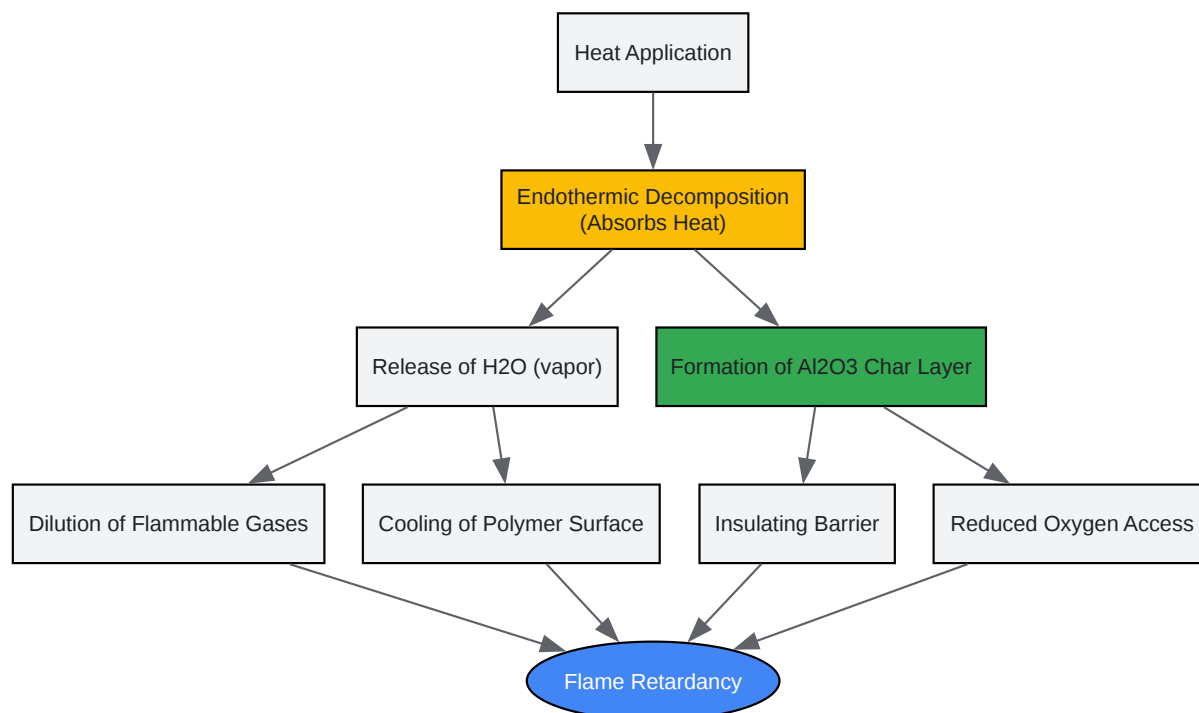 Heat Application
Endothermic Decomposition
(Absorbs Heat)
Release of H2O (vapor)
Formation of Al2O3 Char Layer
Dilution of Flammable Gases
Cooling of Polymer Surface
Insulating Barrier
Reduced Oxygen Access
Flame Retardancy